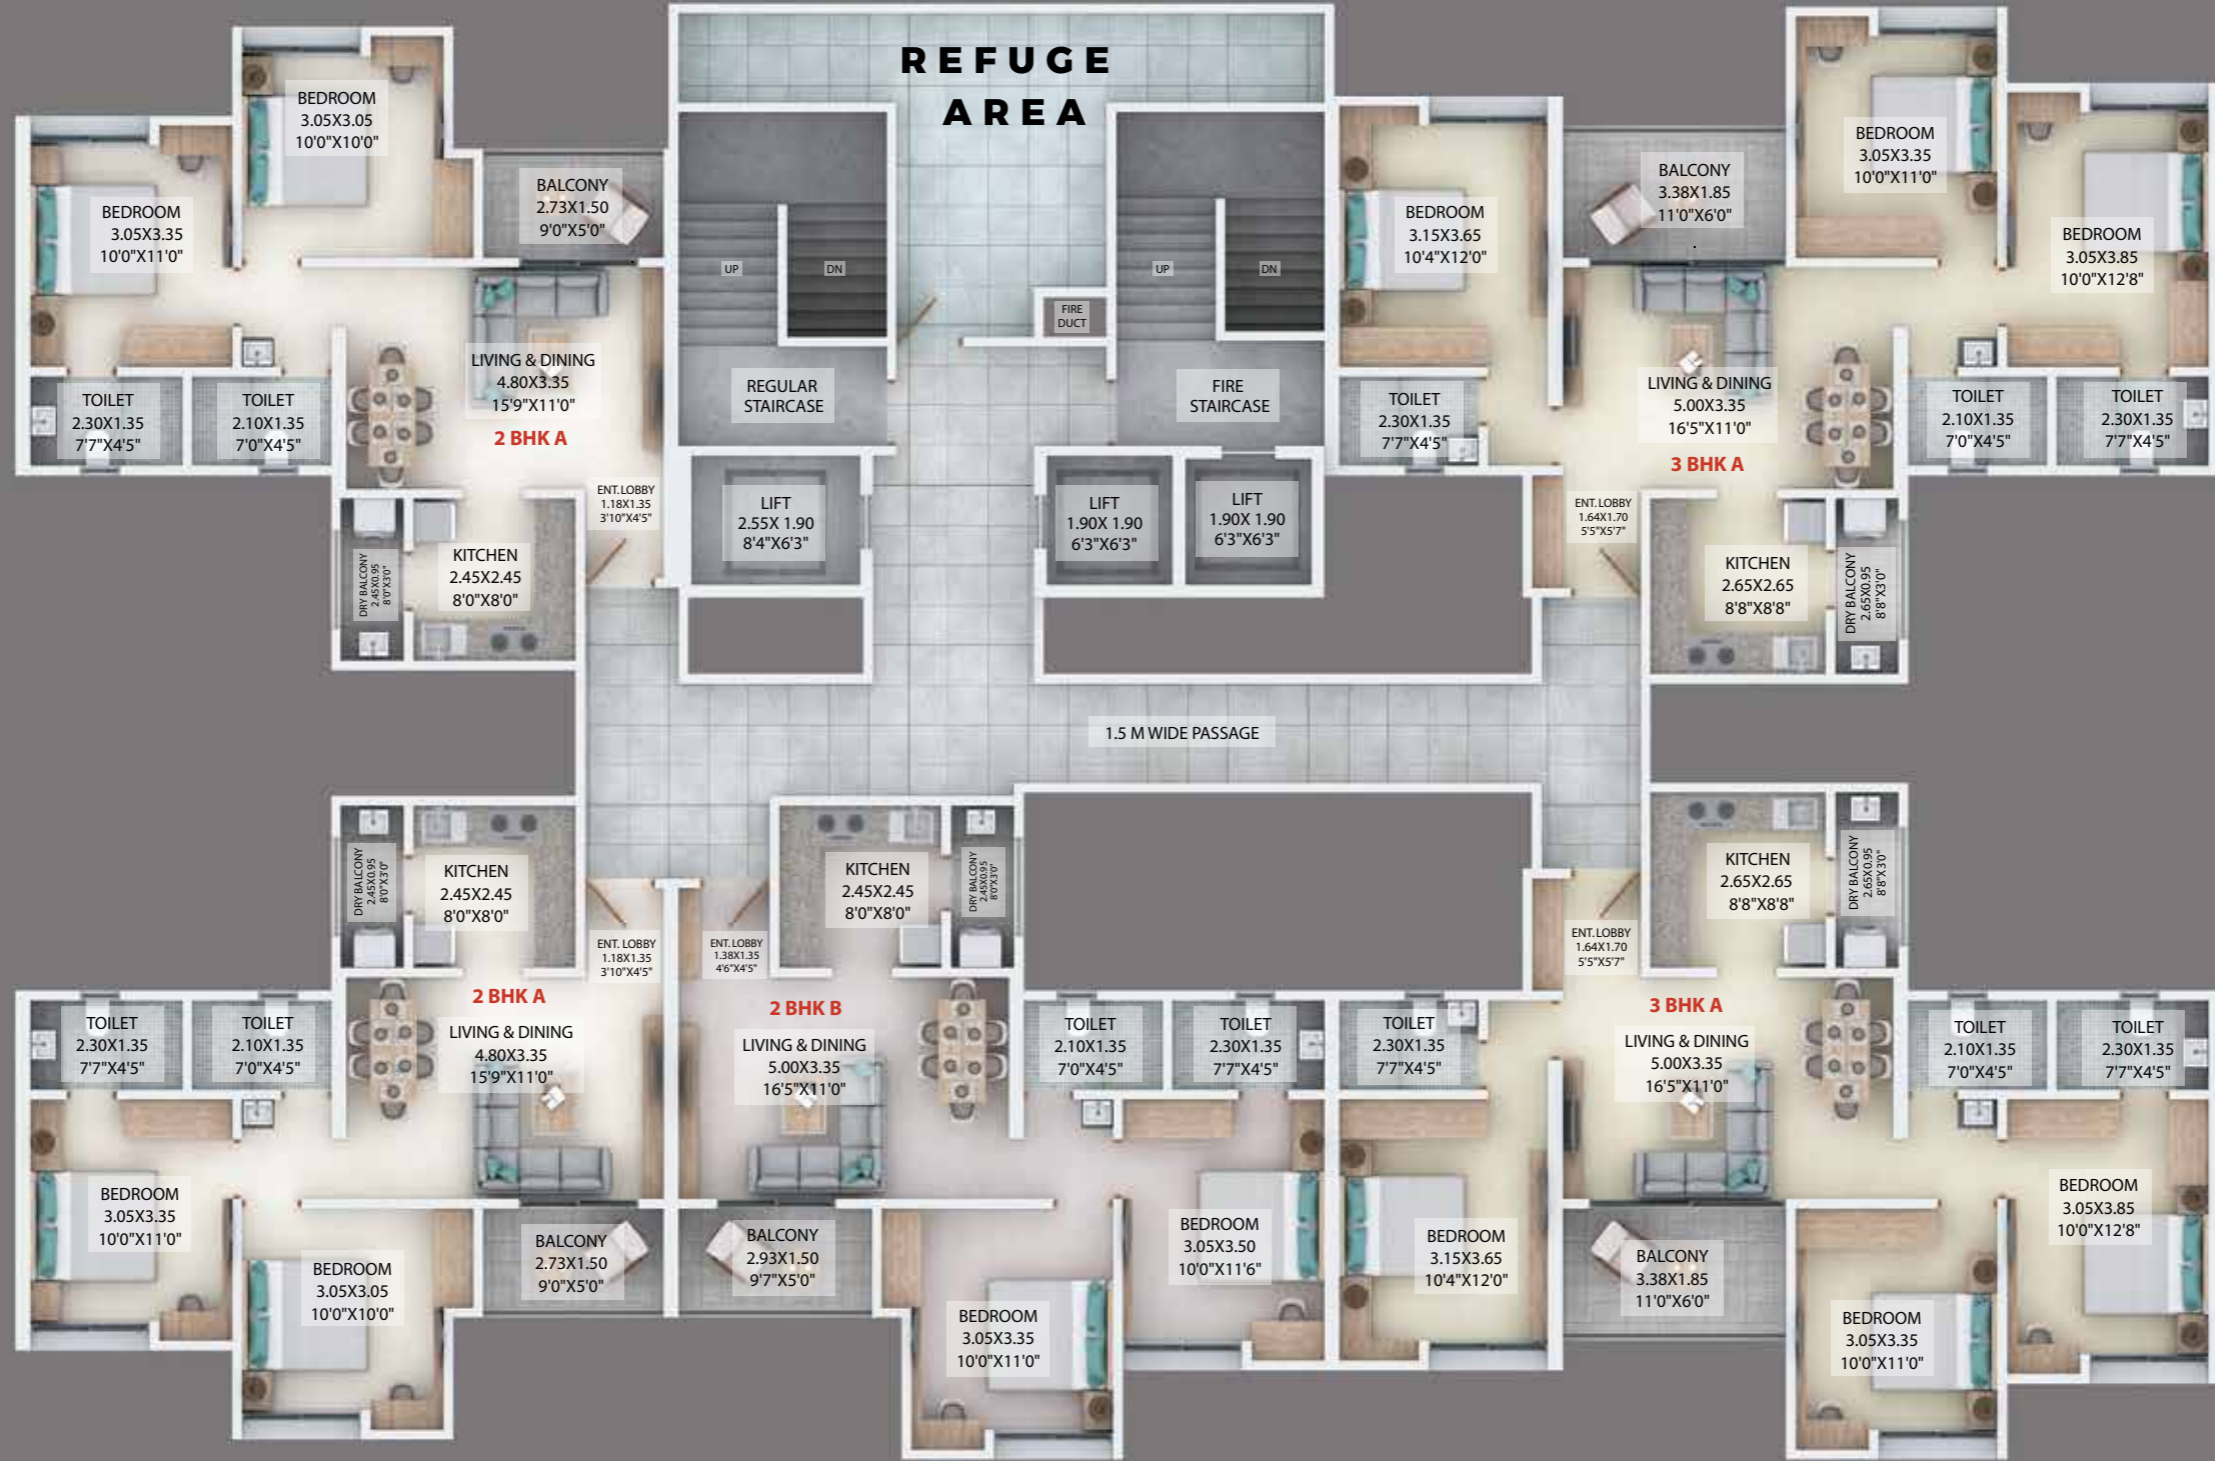 REFUGE
AREA
BEDROOM
3.05X3.05
10'0"X10'0"
BEDROOM
3.05X3.35
10'0"X11'0"
BALCONY
2.73X1.50
9'0"X5'0"
TOILET
2.30X1.35
7'7"X4'5"
TOILET
2.10X1.35
7'0"X4'5"
LIVING & DINING
4.80X3.35
15'9"X11'0"
2 BHK A
ENT.LOBBY
1.18X1.35
3'10"X4'5"
KITCHEN
2.45X2.45
8'0"X8'0"
DRY BALCONY
2.45X0.95
8'0"X3'0"
UP
DN
REGULAR
STAIRCASE
FIRE
DUCT
UP
DN
FIRE
STAIRCASE
LIFT
2.55X 1.90
8'4"X6'3"
LIFT
1.90X 1.90
6'3"X6'3"
LIFT
1.90X 1.90
6'3"X6'3"
BEDROOM
3.15X3.65
10'4"X12'0"
BALCONY
3.38X1.85
11'0"X6'0"
BEDROOM
3.05X3.35
10'0"X11'0"
BEDROOM
3.05X3.85
10'0"X12'8"
TOILET
2.30X1.35
7'7"X4'5"
LIVING & DINING
5.00X3.35
16'5"X11'0"
3 BHK A
TOILET
2.10X1.35
7'0"X4'5"
TOILET
2.30X1.35
7'7"X4'5"
ENT.LOBBY
1.64X1.70
5'5"X5'7"
KITCHEN
2.65X2.65
8'8"X8'8"
DRY BALCONY
2.65X0.95
8'8"X3'0"
1.5 M WIDE PASSAGE
DRY BALCONY
2.45X0.95
8'0"X3'0"
KITCHEN
2.45X2.45
8'0"X8'0"
ENT. LOBBY
1.18X1.35
3'10"X4'5"
2 BHK A
LIVING & DINING
4.80X3.35
15'9"X11'0"
TOILET
2.30X1.35
7'7"X4'5"
TOILET
2.10X1.35
7'0"X4'5"
BEDROOM
3.05X3.35
10'0"X11'0"
BEDROOM
3.05X3.05
10'0"X10'0"
BALCONY
2.73X1.50
9'0"X5'0"
ENT. LOBBY
1.38X1.35
4'6"X4'5"
KITCHEN
2.45X2.45
8'0"X8'0"
DRY BALCONY
2.45X0.95
8'0"X3'0"
2 BHK B
LIVING & DINING
5.00X3.35
16'5"X11'0"
TOILET
2.10X1.35
7'0"X4'5"
TOILET
2.30X1.35
7'7"X4'5"
BALCONY
2.93X1.50
9'7"X5'0"
BEDROOM
3.05X3.35
10'0"X11'0"
BEDROOM
3.05X3.50
10'0"X11'6"
KITCHEN
2.65X2.65
8'8"X8'8"
DRY BALCONY
2.65X0.95
8'8"X3'0"
ENT. LOBBY
1.64X1.70
5'5"X5'7"
3 BHK A
LIVING & DINING
5.00X3.35
16'5"X11'0"
TOILET
2.30X1.35
7'7"X4'5"
TOILET
2.10X1.35
7'0"X4'5"
TOILET
2.30X1.35
7'7"X4'5"
BEDROOM
3.15X3.65
10'4"X12'0"
BALCONY
3.38X1.85
11'0"X6'0"
BEDROOM
3.05X3.85
10'0"X12'8"
BEDROOM
3.05X3.35
10'0"X11'0"